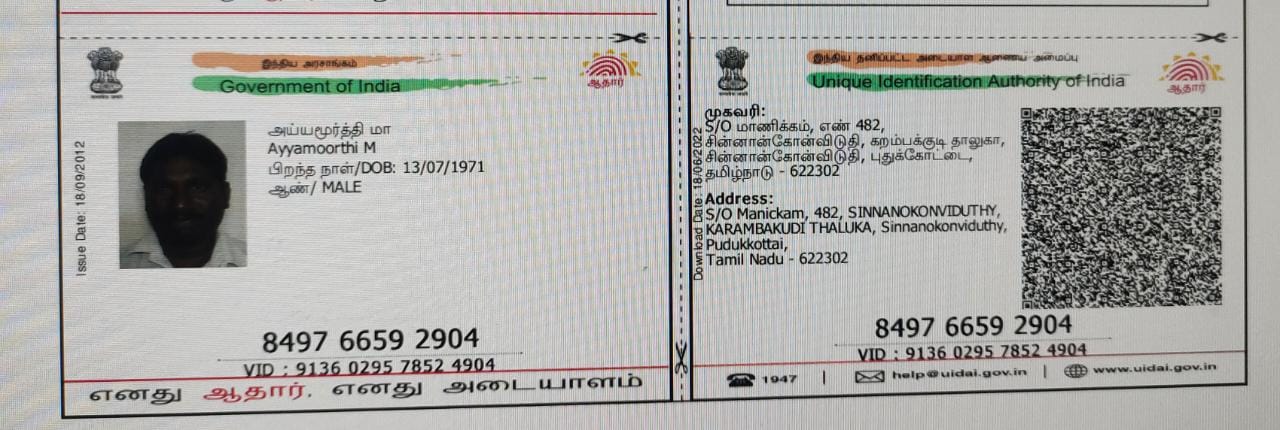 இந்திய அரசாங்கம்
Government of India
ஆதார்
Issue Date: 18/09/2012
அய்யமூர்த்தி மா
Ayyamoorthi M
பிறந்த நாள்/DOB: 13/07/1971
ஆண்/ MALE
8497 6659 2904
VID : 9136 0295 7852 4904
எனது ஆதார், எனது அடையாளம்
இந்திய தனிப்பட்ட அடையாள ஆணைய அமைப்பு
Unique Identification Authority of India
ஆதார்
Download Date: 18/06/2022
முகவரி:
S/O மாணிக்கம், எண் 482,
சின்னான்கோன்விடுதி, கறம்பக்குடி தாலுகா,
சின்னான்கோன்விடுதி, புதுக்கோட்டை,
தமிழ்நாடு - 622302
Address:
S/O Manickam, 482, SINNANOKONVIDUTHY,
KARAMBAKUDI THALUKA, Sinnanokonviduthy,
Pudukkottai,
Tamil Nadu - 622302
8497 6659 2904
VID : 9136 0295 7852 4904
1947 | help@uidai.gov.in | www.uidai.gov.in